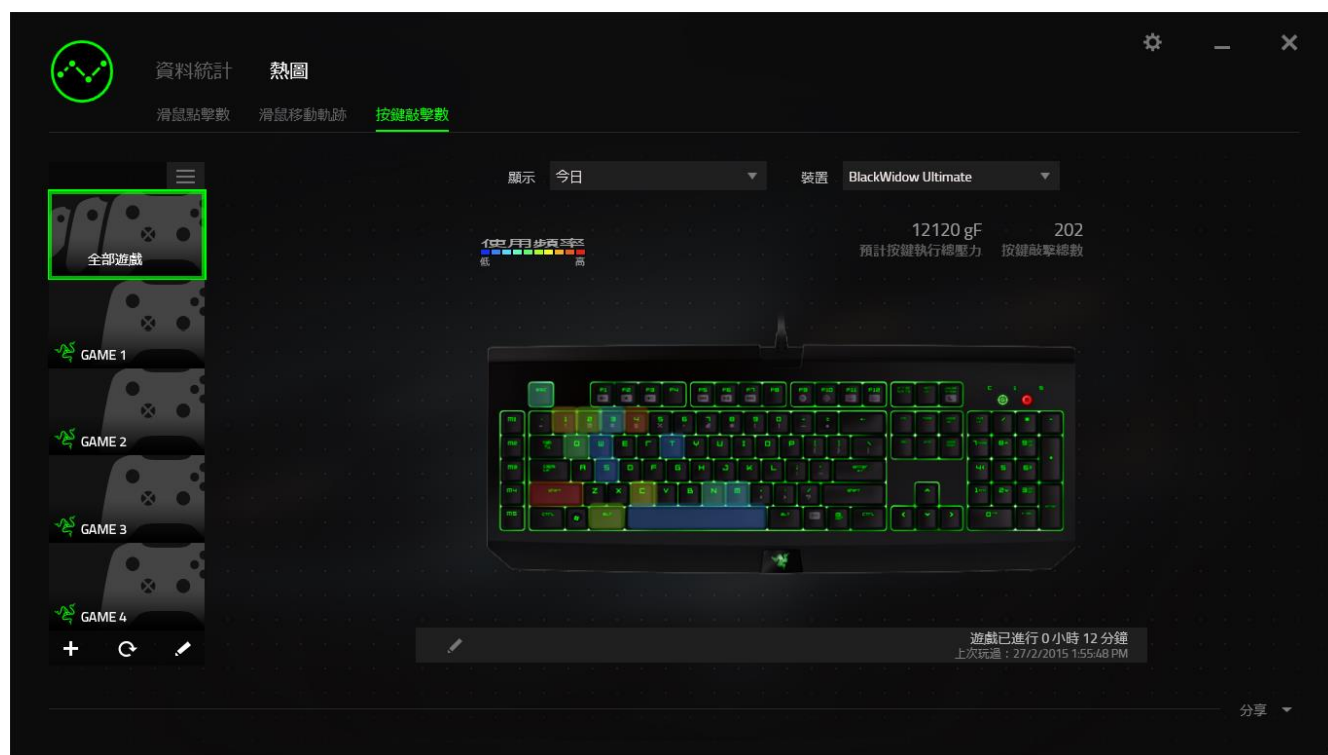 資料統計 熱圖
滑鼠點擊數 滑鼠移動軌跡 按鍵敲擊數
顯示 今日 裝置 BlackWidow Ultimate
全部遊戲
GAME 1
GAME 2
GAME 3
GAME 4
使用頻率
低 高
12120 gF 202
預計按鍵執行總壓力 按鍵敲擊總數
遊戲已進行 0 小時 12 分鐘
上次玩過：27/2/2015 1:55:48 PM
分享